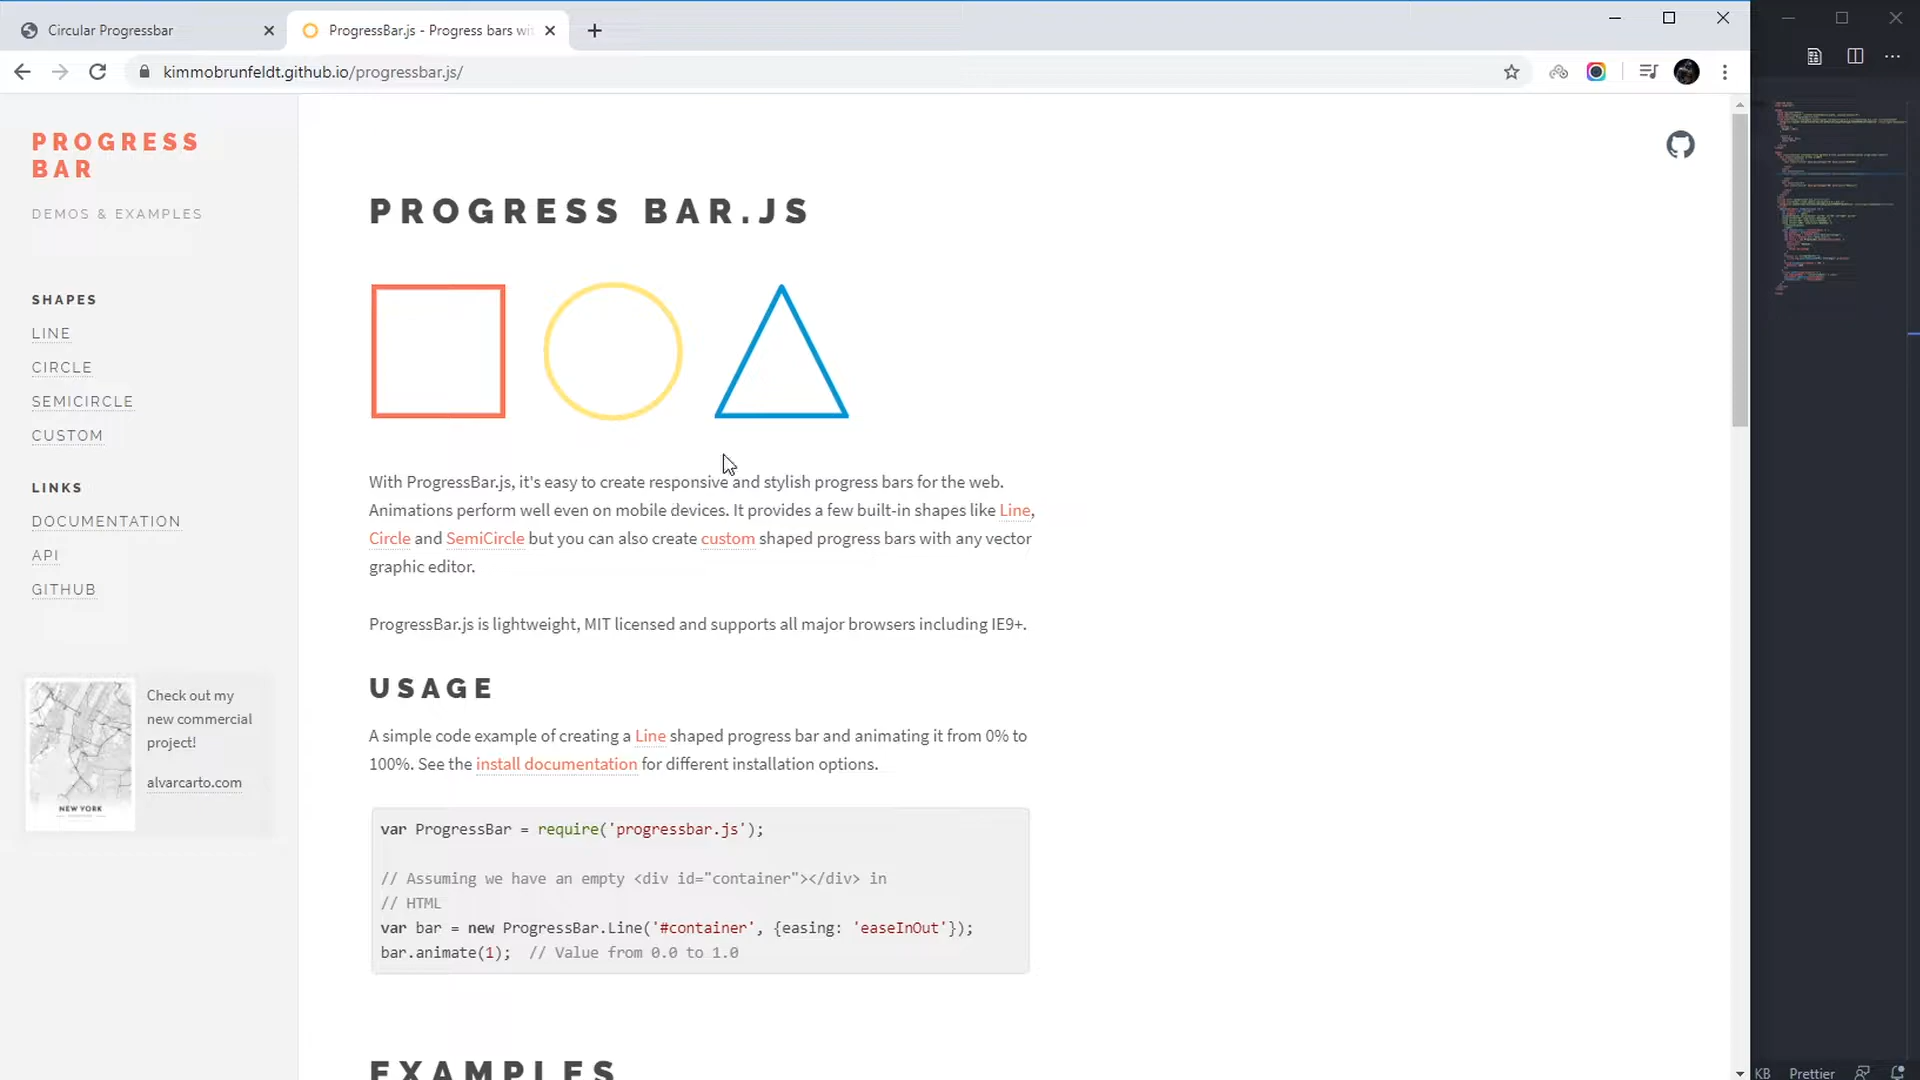 Circular Progressbar
ProgressBar.js - Progress bars wit
kimmobrunfeldt.github.io/progressbar.js/
PROGRESS
BAR
DEMOS & EXAMPLES
SHAPES
LINE
CIRCLE
SEMICIRCLE
CUSTOM
LINKS
DOCUMENTATION
API
GITHUB
Check out my
new commercial
project!
alvarcarto.com
NEW YORK
PROGRESS BAR.JS
With ProgressBar.js, it's easy to create responsive and stylish progress bars for the web.
Animations perform well even on mobile devices. It provides a few built-in shapes like Line,
Circle and SemiCircle but you can also create custom shaped progress bars with any vector
graphic editor.
ProgressBar.js is lightweight, MIT licensed and supports all major browsers including IE9+.
USAGE
A simple code example of creating a Line shaped progress bar and animating it from 0% to
100%. See the install documentation for different installation options.
var ProgressBar = require('progressbar.js');
// Assuming we have an empty <div id="container"></div> in
// HTML
var bar = new ProgressBar.Line('#container', {easing: 'easeInOut'});
bar.animate(1);  // Value from 0.0 to 1.0
EXAMPLES
KB Prettier